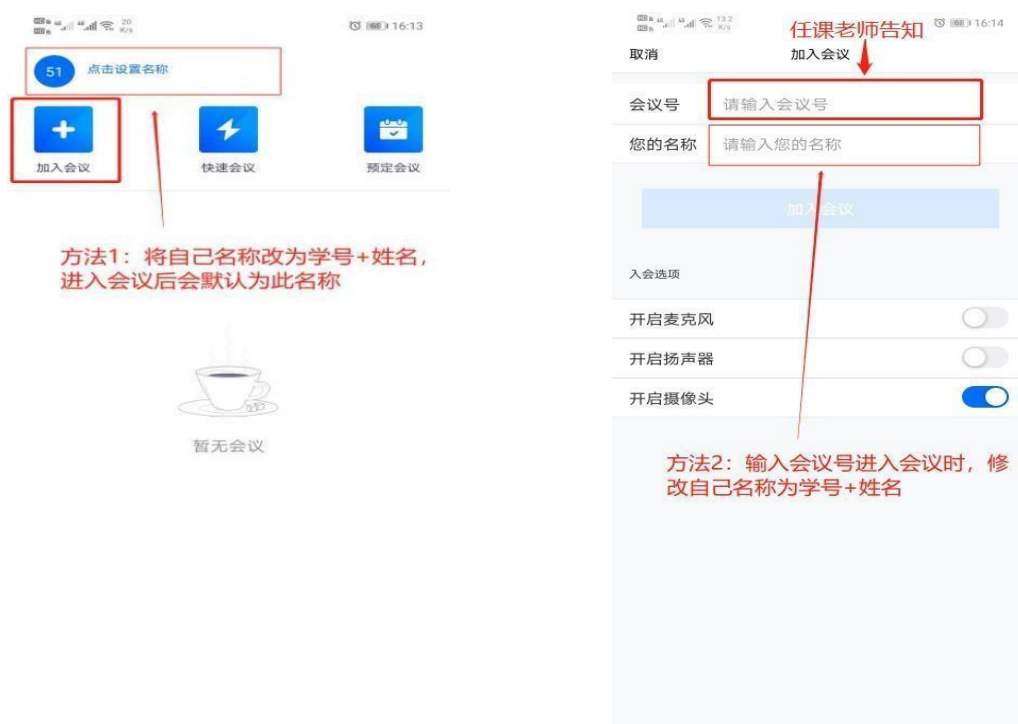 20
K/s
16:13
51 点击设置名称
加入会议 快速会议 预定会议
方法1：将自己名称改为学号+姓名，
进入会议后会默认为此名称
暂无会议
13.2
K/s
16:14
任课老师告知
取消 加入会议
会议号 请输入会议号
您的名称 请输入您的名称
加入会议
入会选项
开启麦克风
开启扬声器
开启摄像头
方法2：输入会议号进入会议时，修
改自己名称为学号+姓名